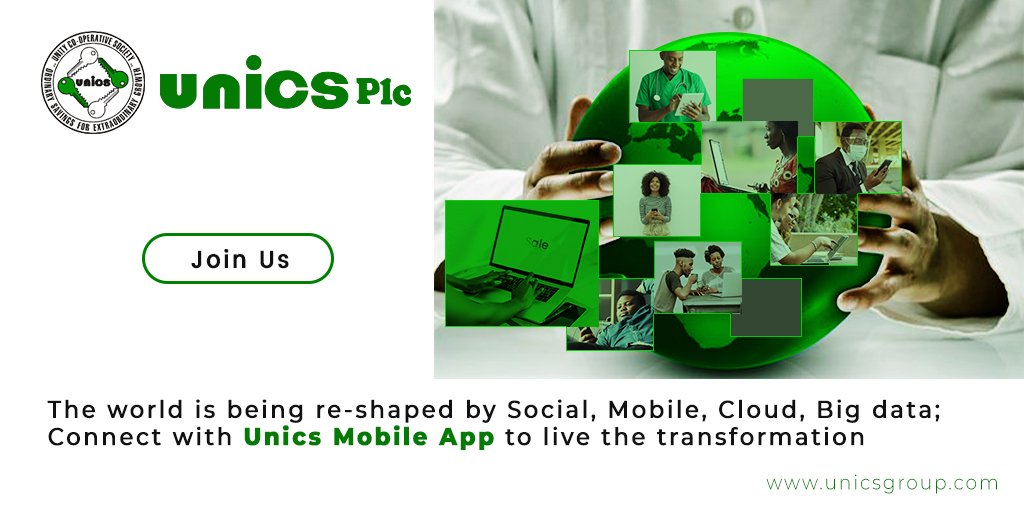 UNITY CO-OPERATIVE SOCIETY
ORDINARY SAVINGS FOR EXTRAORDINARY GROWTH
unics
unics Plc
Join Us
sale
The world is being re-shaped by Social, Mobile, Cloud, Big data;
Connect with Unics Mobile App to live the transformation
www.unicsgroup.com